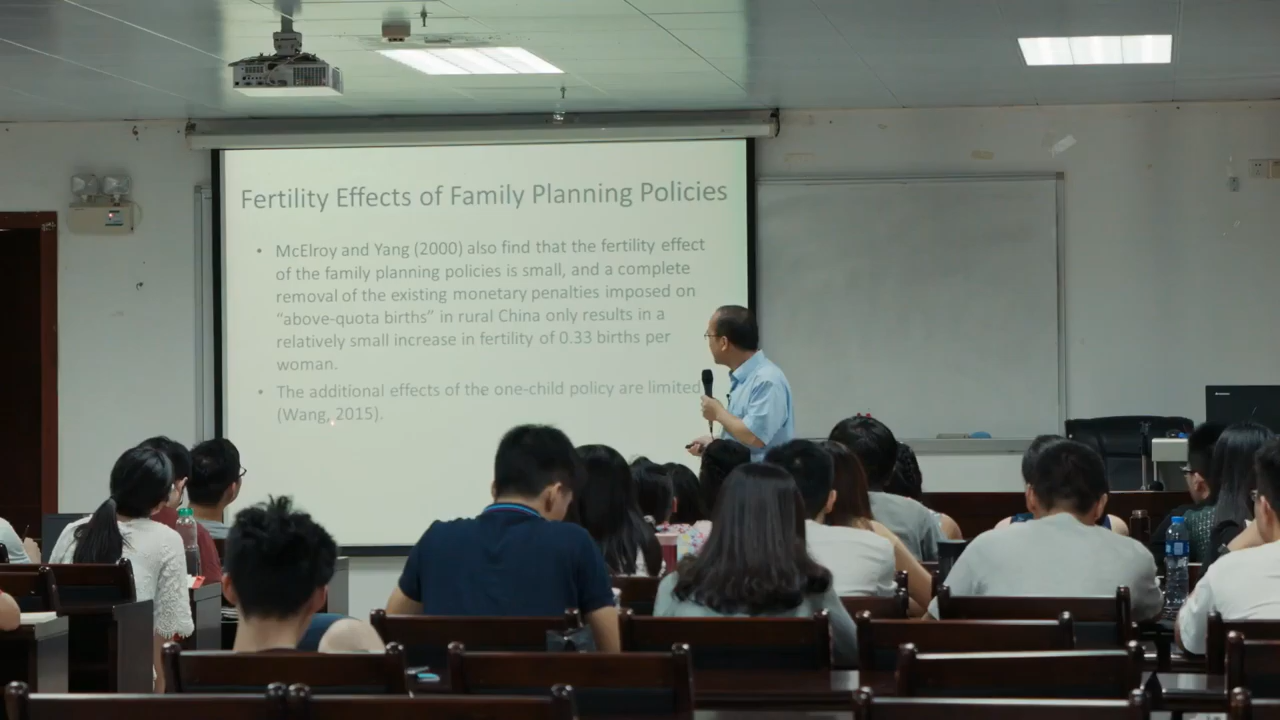 Fertility Effects of Family Planning Policies
• McElroy and Yang (2000) also find that the fertility effect
of the family planning policies is small, and a complete
removal of the existing monetary penalties imposed on
“above-quota births” in rural China only results in a
relatively small increase in fertility of 0.33 births per
woman.
• The additional effects of the one-child policy are limited
(Wang, 2015).